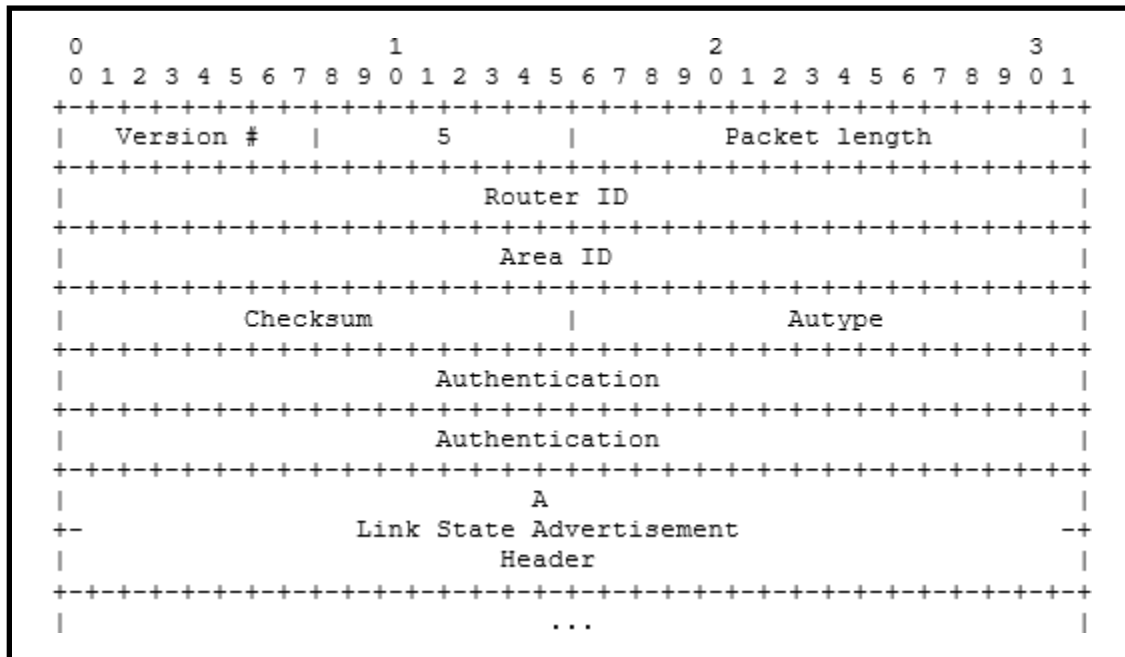 0                   1                   2                   3
0 1 2 3 4 5 6 7 8 9 0 1 2 3 4 5 6 7 8 9 0 1 2 3 4 5 6 7 8 9 0 1
+-+-+-+-+-+-+-+-+-+-+-+-+-+-+-+-+-+-+-+-+-+-+-+-+-+-+-+-+-+-+-+-+
|   Version #   |       5       |         Packet length         |
+-+-+-+-+-+-+-+-+-+-+-+-+-+-+-+-+-+-+-+-+-+-+-+-+-+-+-+-+-+-+-+-+
|                          Router ID                            |
+-+-+-+-+-+-+-+-+-+-+-+-+-+-+-+-+-+-+-+-+-+-+-+-+-+-+-+-+-+-+-+-+
|                           Area ID                             |
+-+-+-+-+-+-+-+-+-+-+-+-+-+-+-+-+-+-+-+-+-+-+-+-+-+-+-+-+-+-+-+-+
|           Checksum            |             Autype            |
+-+-+-+-+-+-+-+-+-+-+-+-+-+-+-+-+-+-+-+-+-+-+-+-+-+-+-+-+-+-+-+-+
|                       Authentication                          |
+-+-+-+-+-+-+-+-+-+-+-+-+-+-+-+-+-+-+-+-+-+-+-+-+-+-+-+-+-+-+-+-+
|                       Authentication                          |
+-+-+-+-+-+-+-+-+-+-+-+-+-+-+-+-+-+-+-+-+-+-+-+-+-+-+-+-+-+-+-+-+
|                             A                                 |
+-                 Link State Advertisement                    -+
|                           Header                              |
+-+-+-+-+-+-+-+-+-+-+-+-+-+-+-+-+-+-+-+-+-+-+-+-+-+-+-+-+-+-+-+-+
|                              ...                              |